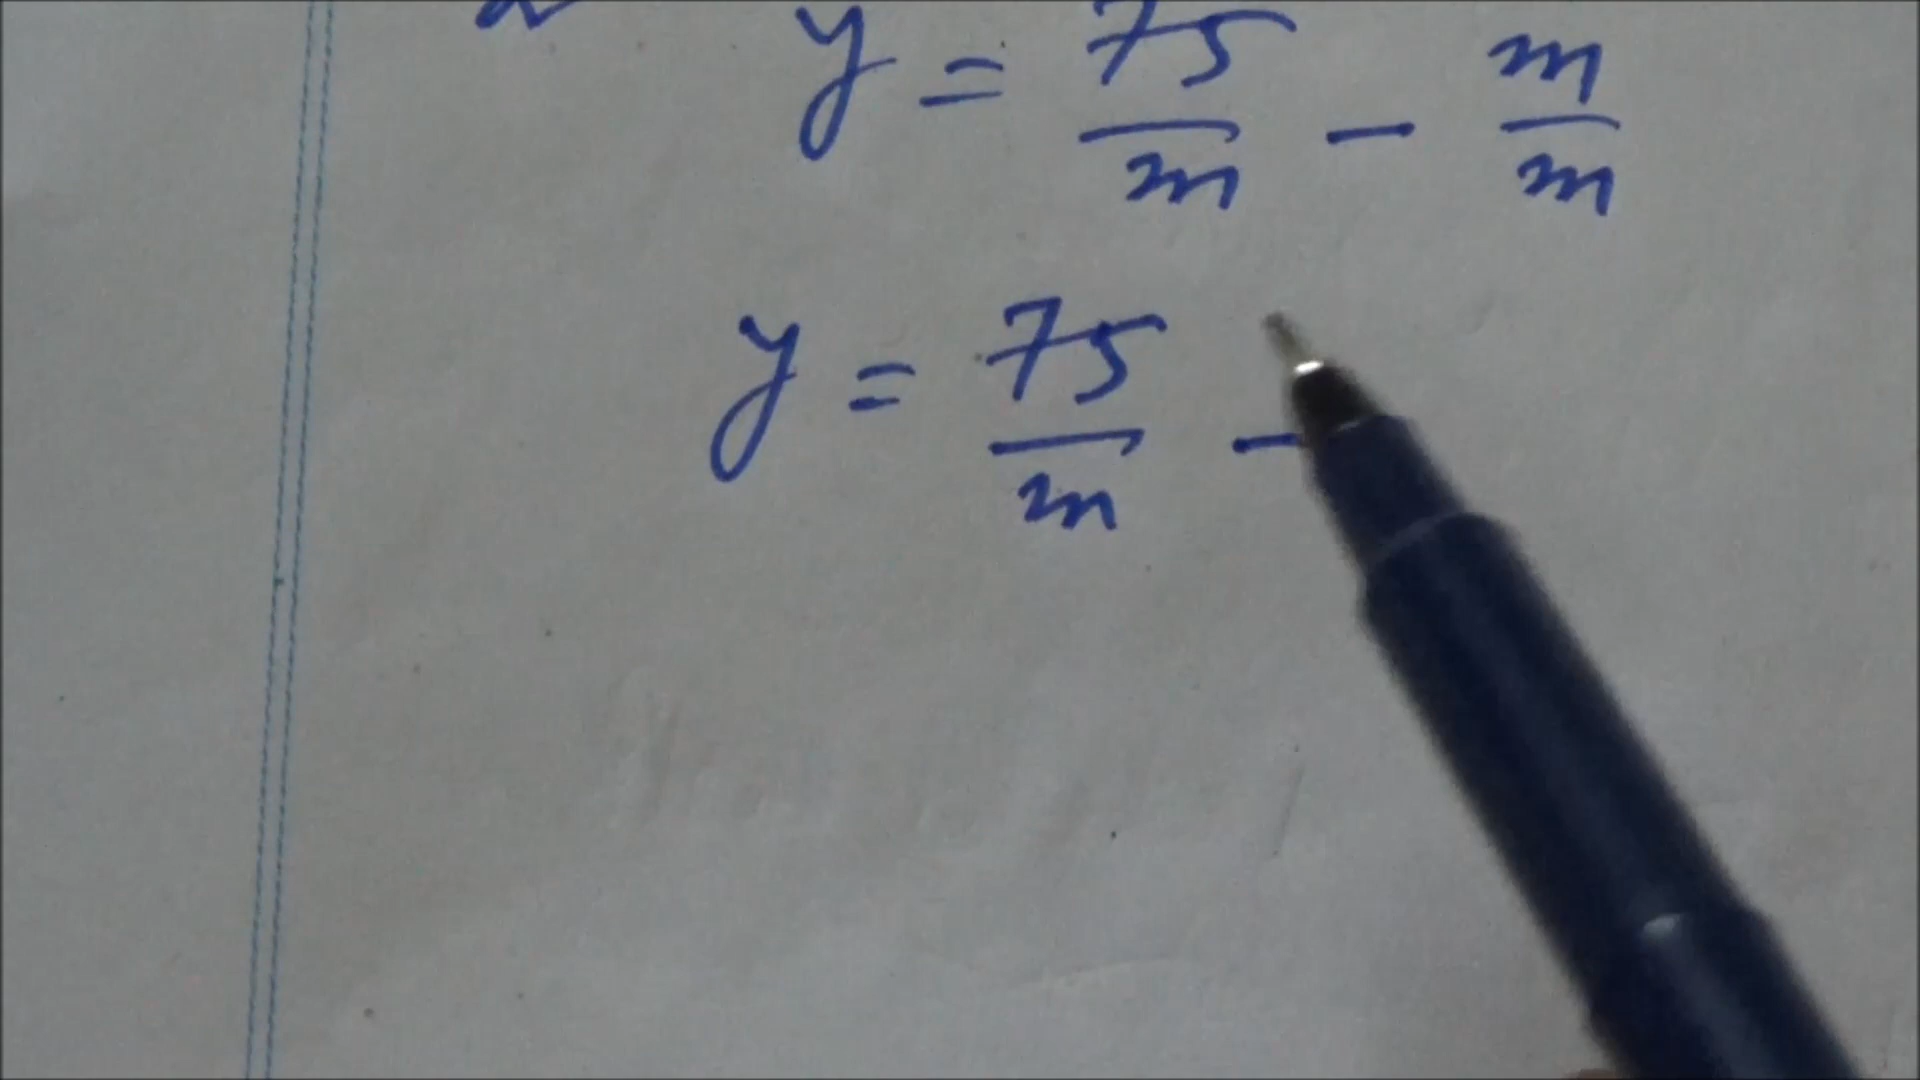 y = 75/m - m/m
y = 75/m -